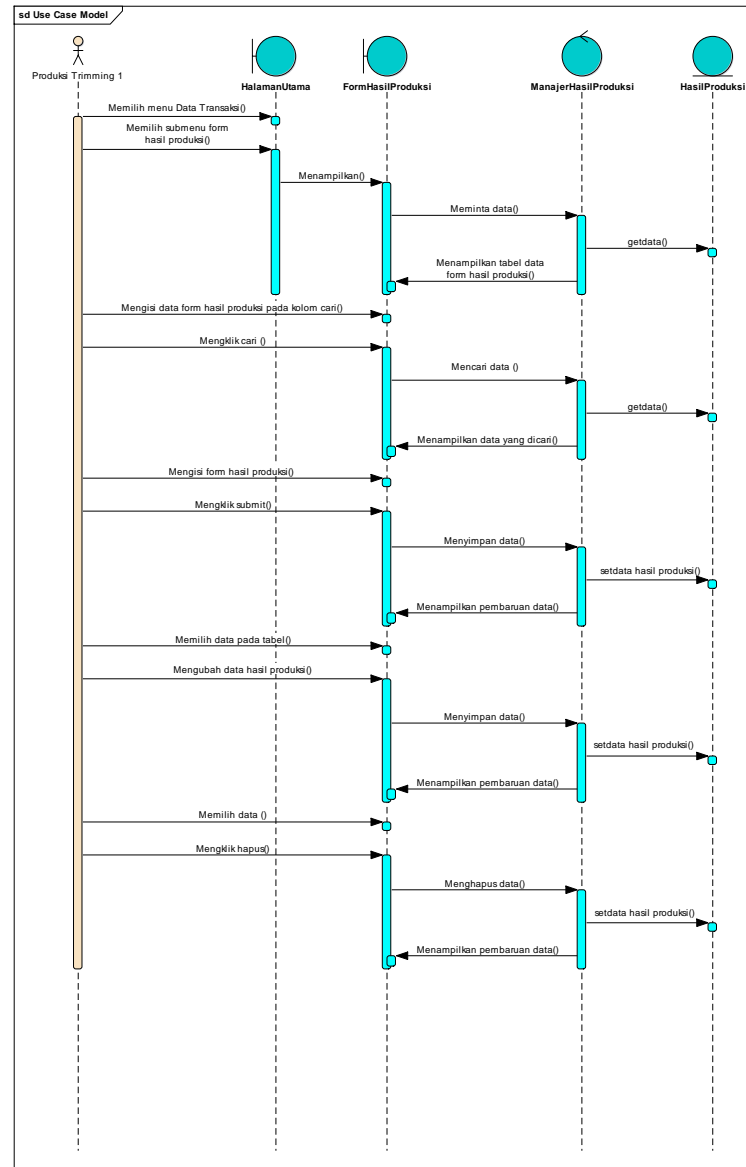 sd Use Case Model
Produksi Trimming 1
HalamanUtama
FormHasilProduksi
ManajerHasilProduksi
HasilProduksi
Memilih menu Data Transaksi()
Memilih submenu form
hasil produksi()
Menampilkan()
Meminta data()
getdata()
Menampilkan tabel data
form hasil produksi()
Mengisi data form hasil produksi pada kolom cari()
Mengklik cari ()
Mencari data ()
getdata()
Menampilkan data yang dicari()
Mengisi form hasil produksi()
Mengklik submit()
Menyimpan data()
setdata hasil produksi()
Menampilkan pembaruan data()
Memilih data pada tabel()
Mengubah data hasil produksi()
Menyimpan data()
setdata hasil produksi()
Menampilkan pembaruan data()
Memilih data ()
Mengklik hapus()
Menghapus data()
setdata hasil produksi()
Menampilkan pembaruan data()